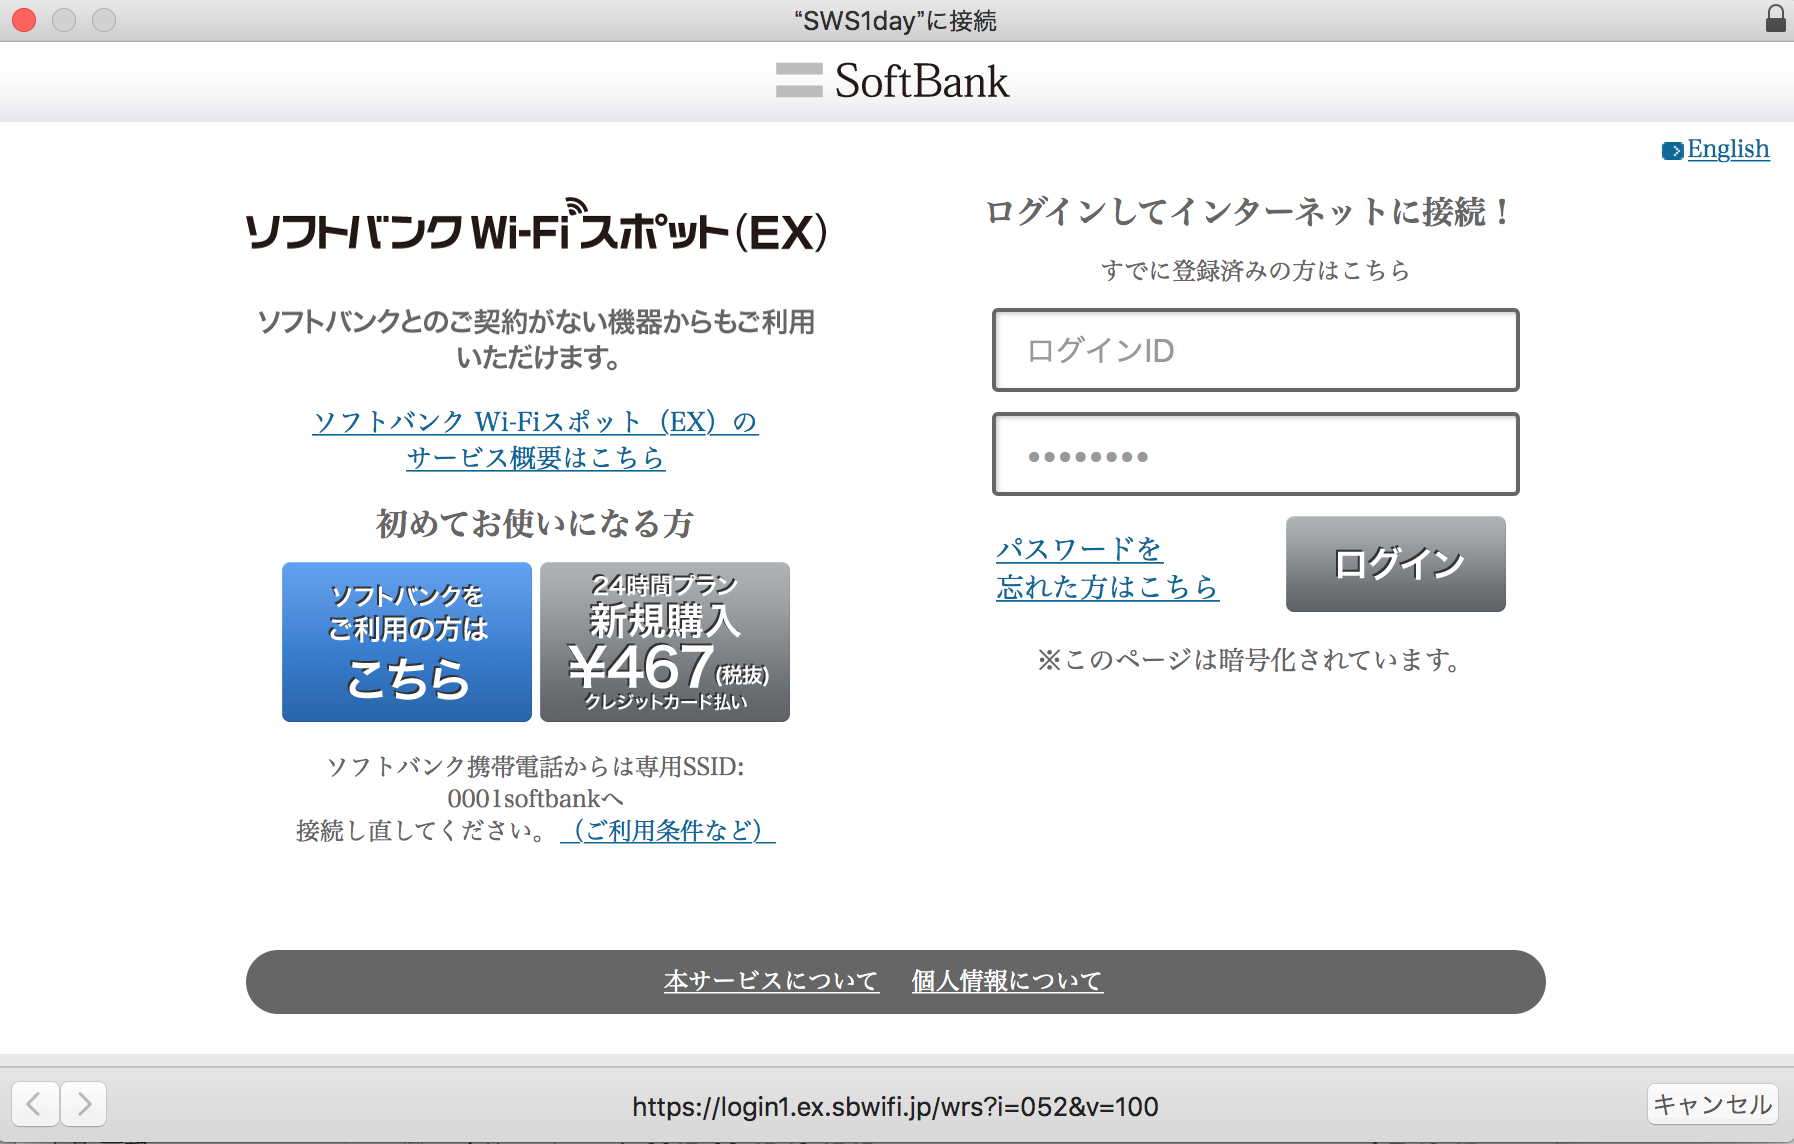 “SWS1day”に接続
SoftBank
English
ソフトバンク Wi-Fiスポット(EX)
ソフトバンクとのご契約がない機器からもご利用
いただけます。
ソフトバンク Wi-Fiスポット（EX）の
サービス概要はこちら
初めてお使いになる方
ソフトバンクを
ご利用の方は
こちら
24時間プラン
新規購入
¥467(税抜)
クレジットカード払い
ソフトバンク携帯電話からは専用SSID:
0001softbankへ
接続し直してください。（ご利用条件など）
ログインしてインターネットに接続！
すでに登録済みの方はこちら
ログインID
••••••••
パスワードを
忘れた方はこちら
ログイン
※このページは暗号化されています。
本サービスについて 個人情報について
https://login1.ex.sbwifi.jp/wrs?i=052&v=100
キャンセル